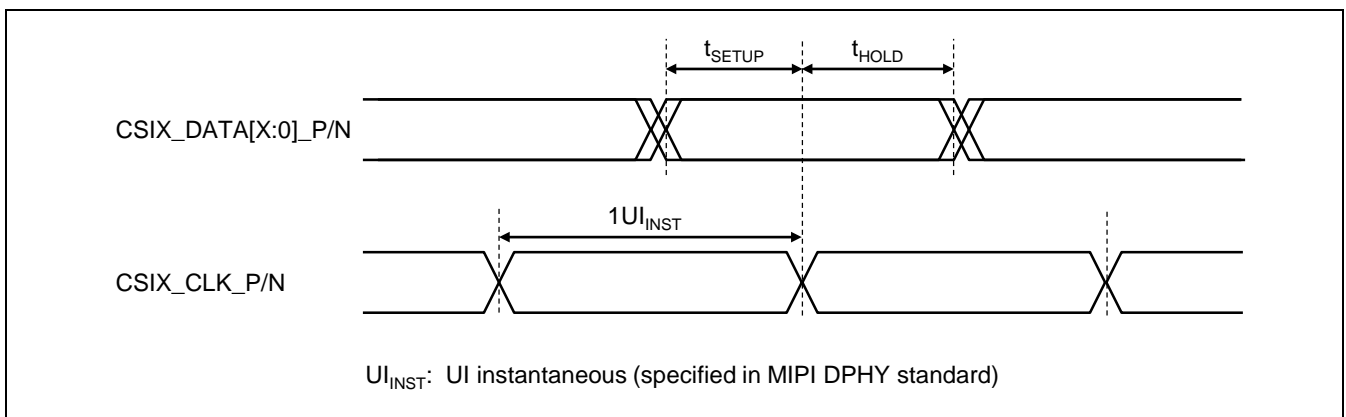 tSETUP tHOLD
CSIX_DATA[X:0]_P/N
1UIINST
CSIX_CLK_P/N
UIINST: UI instantaneous (specified in MIPI DPHY standard)